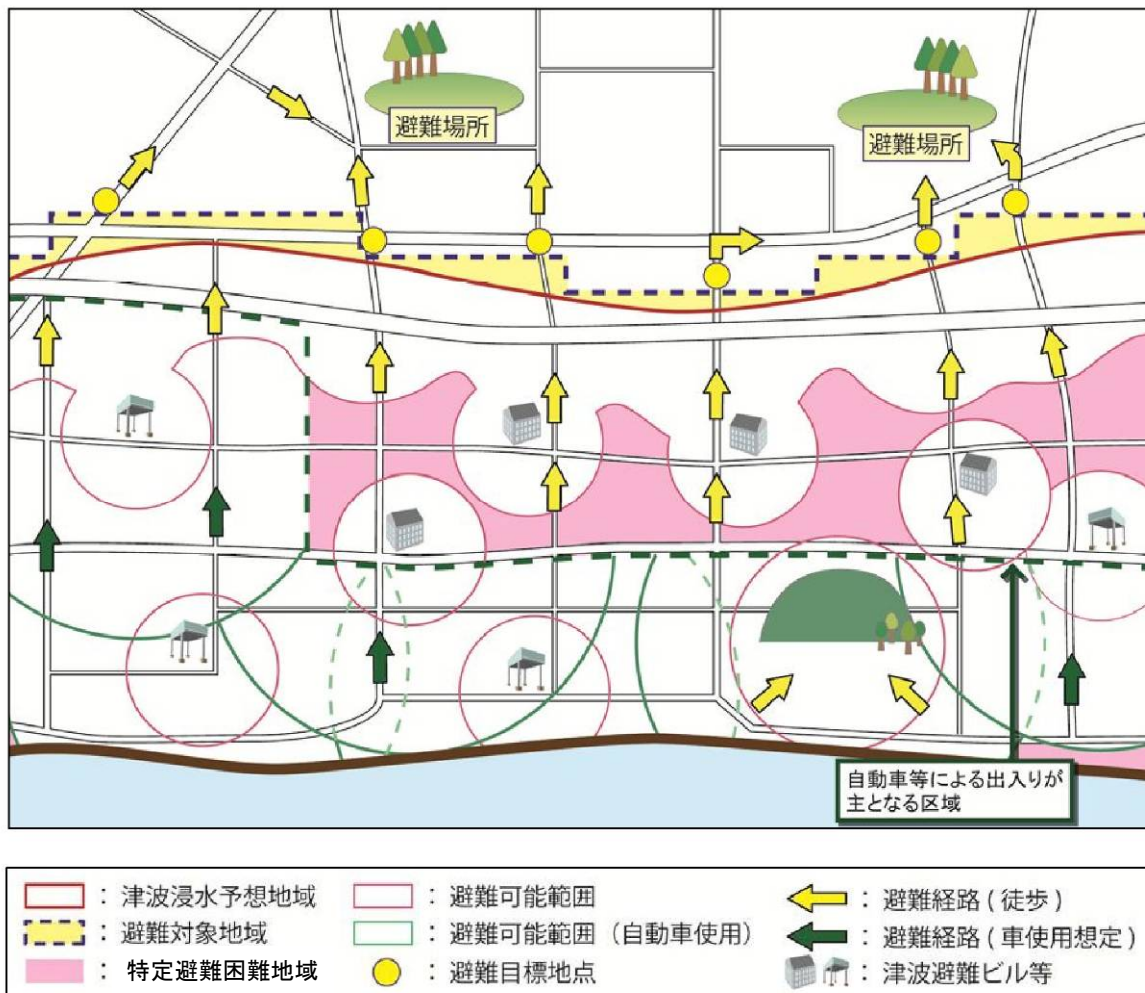 避難場所
避難場所
自動車等による出入りが
主となる区域
： 津波浸水予想地域
： 避難可能範囲
： 避難経路 ( 徒歩 )
： 避難対象地域
： 避難可能範囲（自動車使用）
： 避難経路 ( 車使用想定 )
： 特定避難困難地域
： 避難目標地点
： 津波避難ビル等